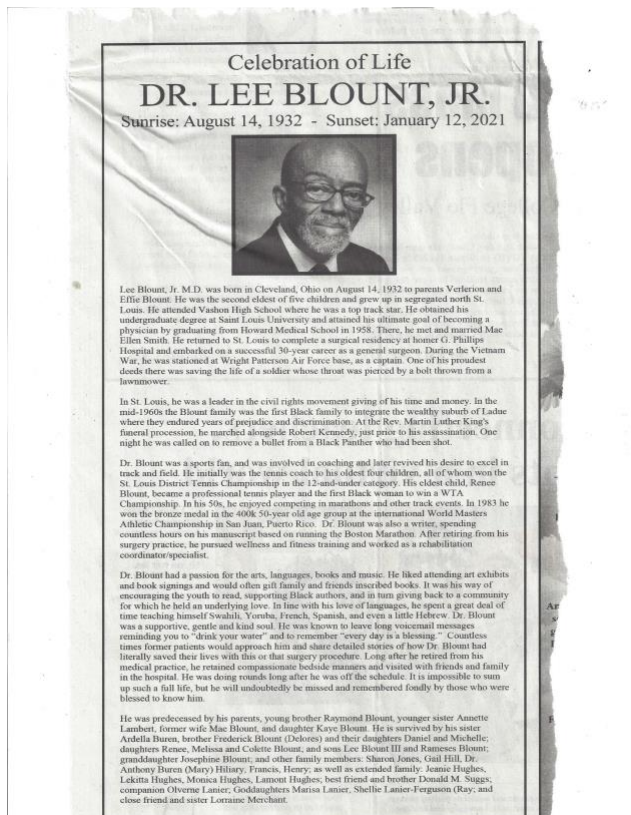 Celebration of Life
DR. LEE BLOUNT, JR.
Sunrise: August 14, 1932 - Sunset: January 12, 2021
Lee Blount, Jr. M.D. was born in Cleveland, Ohio on August 14, 1932 to parents Verlerion and
Effie Blount. He was the second eldest of five children and grew up in segregated north St.
Louis. He attended Vashon High School where he was a top track star. He obtained his
undergraduate degree at Saint Louis University and attained his ultimate goal of becoming a
physician by graduating from Howard Medical School in 1958. There, he met and married Mae
Ellen Smith. He returned to St. Louis to complete a surgical residency at homer G. Phillips
Hospital and embarked on a successful 30-year career as a general surgeon. During the Vietnam
War, he was stationed at Wright Patterson Air Force base, as a captain. One of his proudest
deeds there was saving the life of a soldier whose throat was pierced by a bolt thrown from a
lawnmower.
In St. Louis, he was a leader in the civil rights movement giving of his time and money. In the
mid-1960s the Blount family was the first Black family to integrate the wealthy suburb of Ladue
where they endured years of prejudice and discrimination. At the Rev. Martin Luther King's
funeral procession, he marched alongside Robert Kennedy, just prior to his assassination. One
night he was called on to remove a bullet from a Black Panther who had been shot.
Dr. Blount was a sports fan, and was involved in coaching and later revived his desire to excel in
track and field. He initially was the tennis coach to his oldest four children, all of whom won the
St. Louis District Tennis Championship in the 12-and-under category. His eldest child, Renee
Blount, became a professional tennis player and the first Black woman to win a WTA
Championship. In his 50s, he enjoyed competing in marathons and other track events. In 1983 he
won the bronze medal in the 400k 50-year old age group at the international World Masters
Athletic Championship in San Juan, Puerto Rico. Dr. Blount was also a writer, spending
countless hours on his manuscript based on running the Boston Marathon. After retiring from his
surgery practice, he pursued wellness and fitness training and worked as a rehabilitation
coordinator/specialist.
Dr. Blount had a passion for the arts, languages, books and music. He liked attending art exhibits
and book signings and would often gift family and friends inscribed books. It was his way of
encouraging the youth to read, supporting Black authors, and in turn giving back to a community
for which he held an underlying love. In line with his love of languages, he spent a great deal of
time teaching himself Swahili, Yoruba, French, Spanish, and even a little Hebrew. Dr. Blount
was a supportive, gentle and kind soul. He was known to leave long voicemail messages
reminding you to "drink your water" and to remember "every day is a blessing." Countless
times former patients would approach him and share detailed stories of how Dr. Blount had
literally saved their lives with this or that surgery procedure. Long after he retired from his
medical practice, he retained compassionate bedside manners and visited with friends and family
in the hospital. He was doing rounds long after he was off the schedule. It is impossible to sum
up such a full life, but he will undoubtedly be missed and remembered fondly by those who were
blessed to know him.
He was predeceased by his parents, young brother Raymond Blount, younger sister Annette
Lambert, former wife Mae Blount, and daughter Kaye Blount. He is survived by his sister
Ardella Buren, brother Frederick Blount (Delores) and their daughters Daniel and Michelle;
daughters Renee, Melissa and Colette Blount; and sons Lee Blount III and Rameses Blount;
granddaughter Josephine Blount; and other family members: Sharon Jones, Gail Hill, Dr.
Anthony Buren (Mary) Hiliary, Francis, Henry; as well as extended family: Jeanie Hughes,
Lekitta Hughes, Monica Hughes, Lamont Hughes; best friend and brother Donald M. Suggs;
companion Olverne Lanier; Goddaughters Marisa Lanier, Shellie Lanier-Ferguson (Ray; and
close friend and sister Lorraine Merchant.